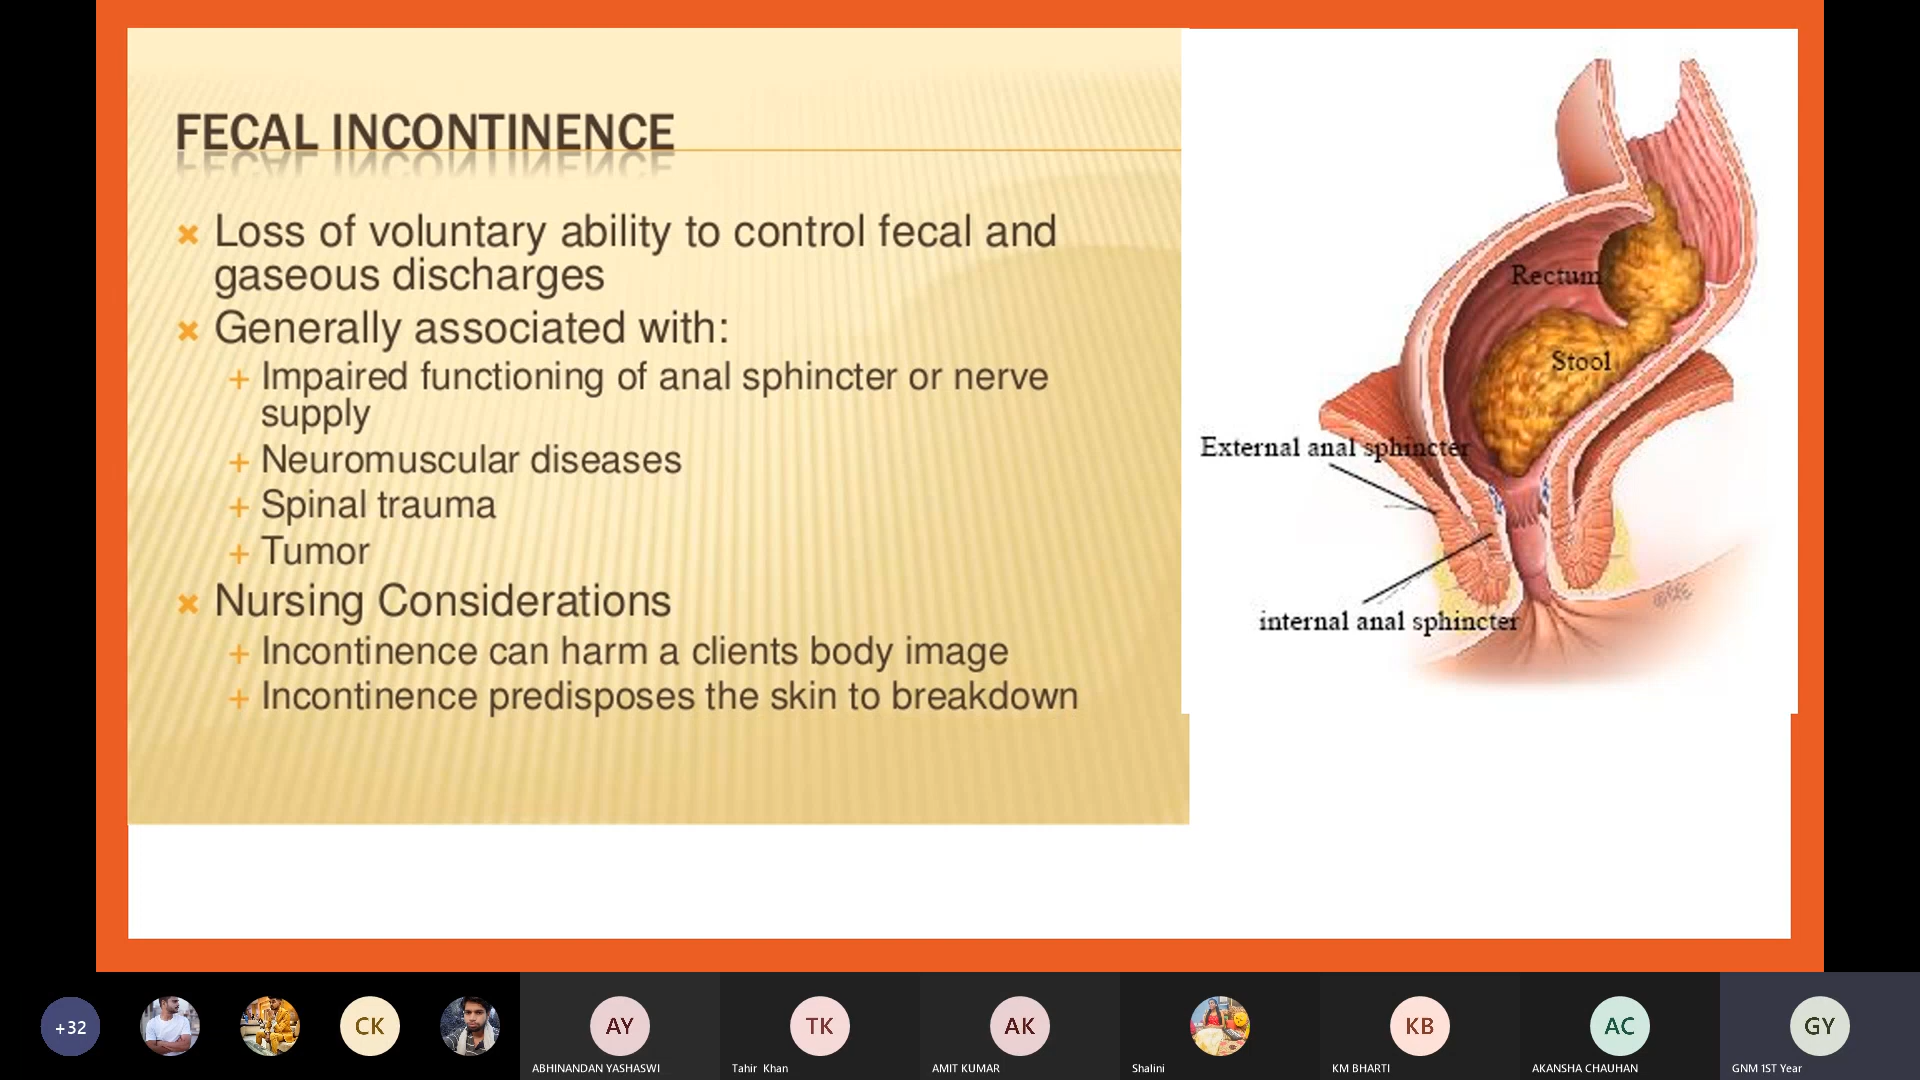 FECAL INCONTINENCE
Loss of voluntary ability to control fecal and
gaseous discharges
Generally associated with:
Impaired functioning of anal sphincter or nerve
supply
Neuromuscular diseases
Spinal trauma
Tumor
Nursing Considerations
Incontinence can harm a clients body image
Incontinence predisposes the skin to breakdown
Rectum
Stool
External anal sphincter
internal anal sphincter
+32
CK
AY
TK
AK
KB
AC
GY
ABHINANDAN YASHASWI
Tahir Khan
AMIT KUMAR
Shalini
KM BHARTI
AKANSHA CHAUHAN
GNM 1ST Year